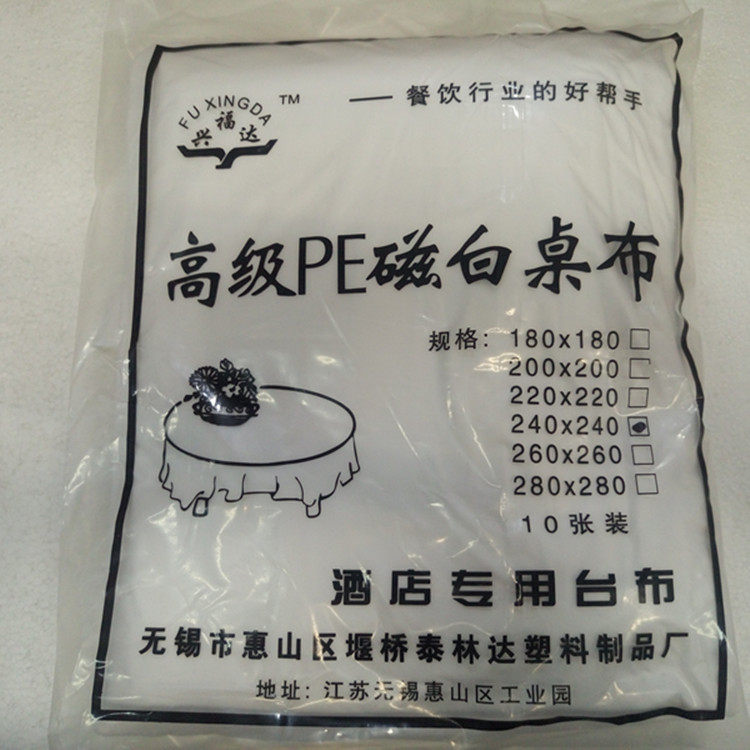 FU XINGDA TM
兴福达
——餐饮行业的好帮手
高级PE磁白桌布
规格：180x180□
200x200□
220x220□
240x240☑
260x260□
280x280□
10张装
酒店专用台布
无锡市惠山区堰桥泰林达塑料制品厂
地址：江苏无锡惠山区工业园